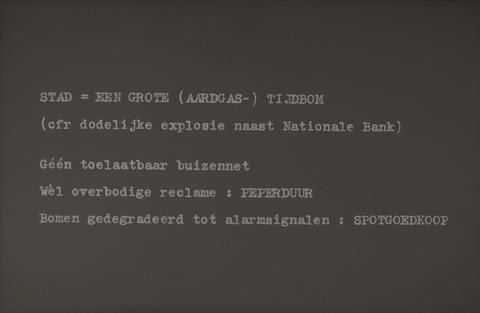 STAD = EEN GROTE (AARDGAS-) TIJDBOM
(cfr dodelijke explosie naast Nationale Bank)
Géén toelaatbaar buizennet
Wèl overbodige reclame : PEPERDUUR
Bomen gedegradeerd tot alarmsignalen : SPOTGOEDKOOP